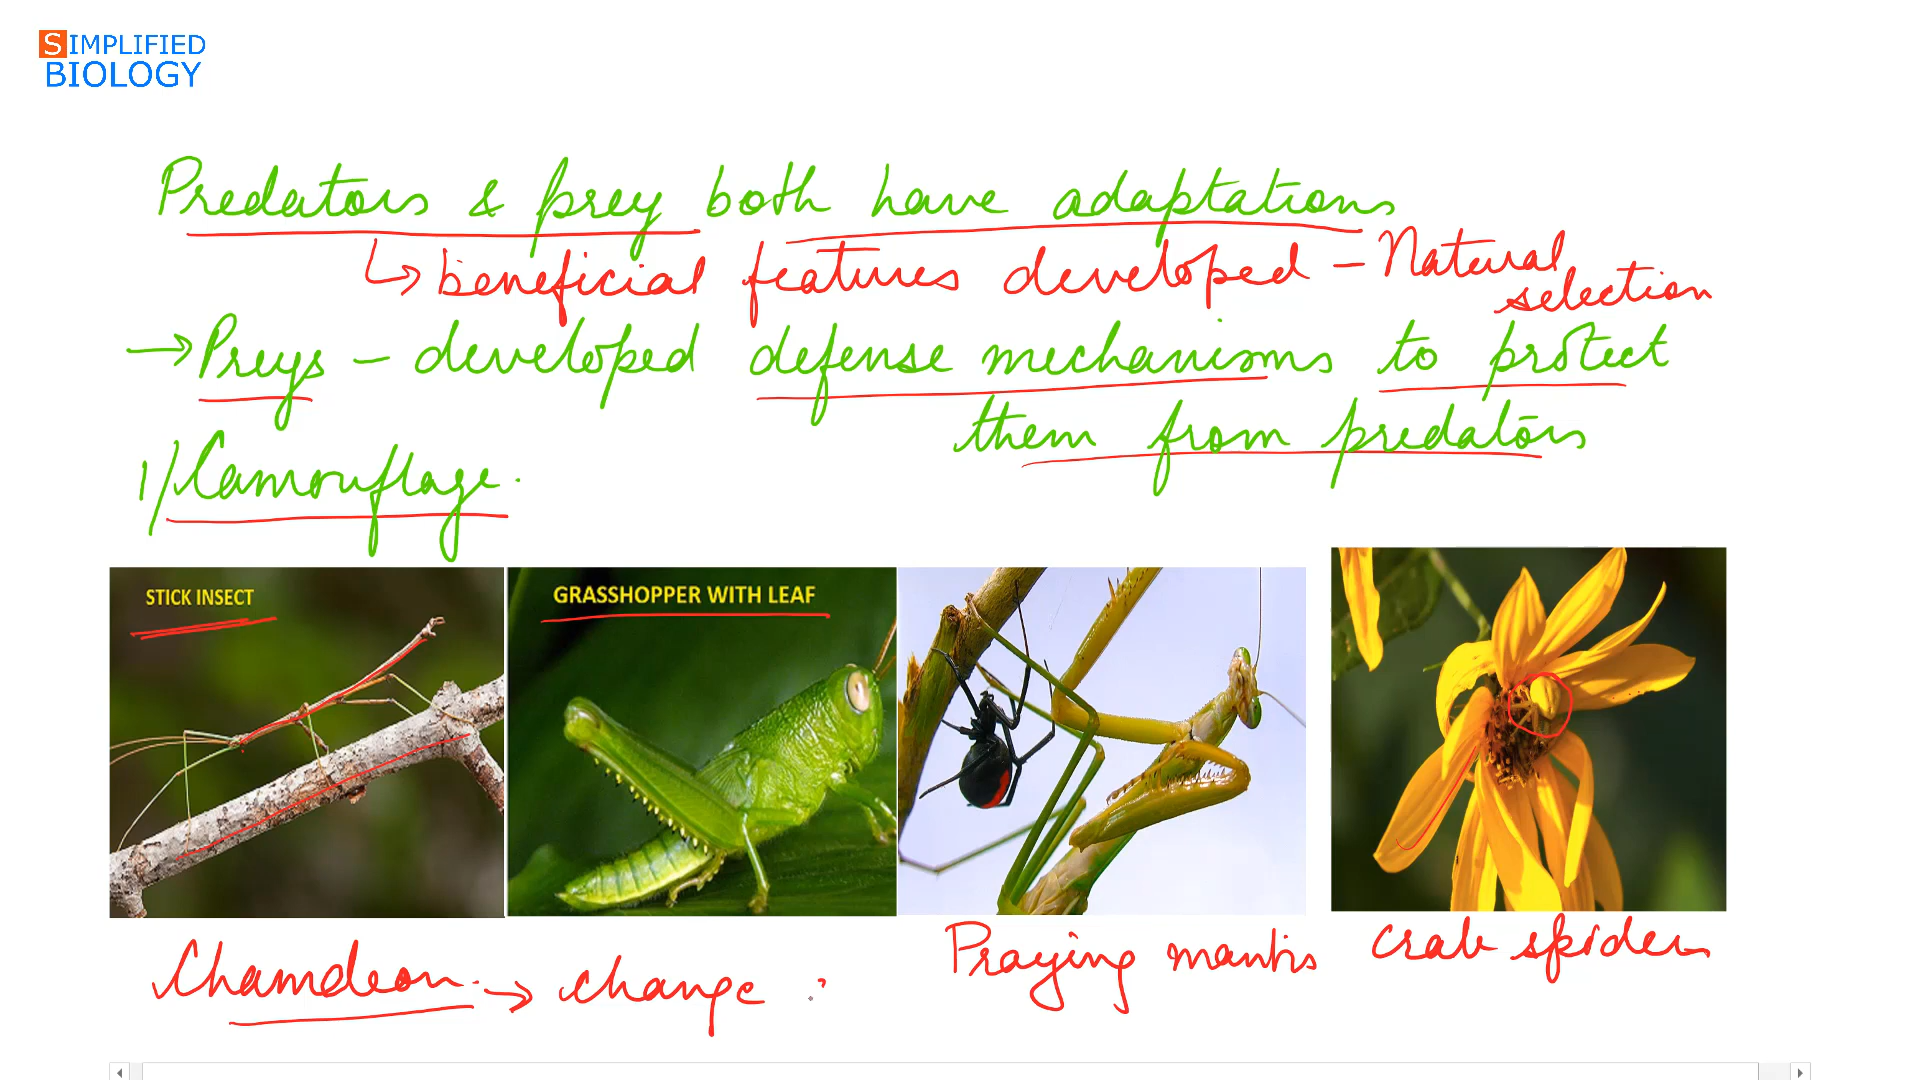 SIMPLIFIED
BIOLOGY
Predators & prey both have adaptations
↳ beneficial features developed - Natural selection
→ Preys - developed defense mechanisms to protect
them from predators
1) Camouflage.
STICK INSECT
GRASSHOPPER WITH LEAF
Praying mantis
crab spiders
Chameleon → change